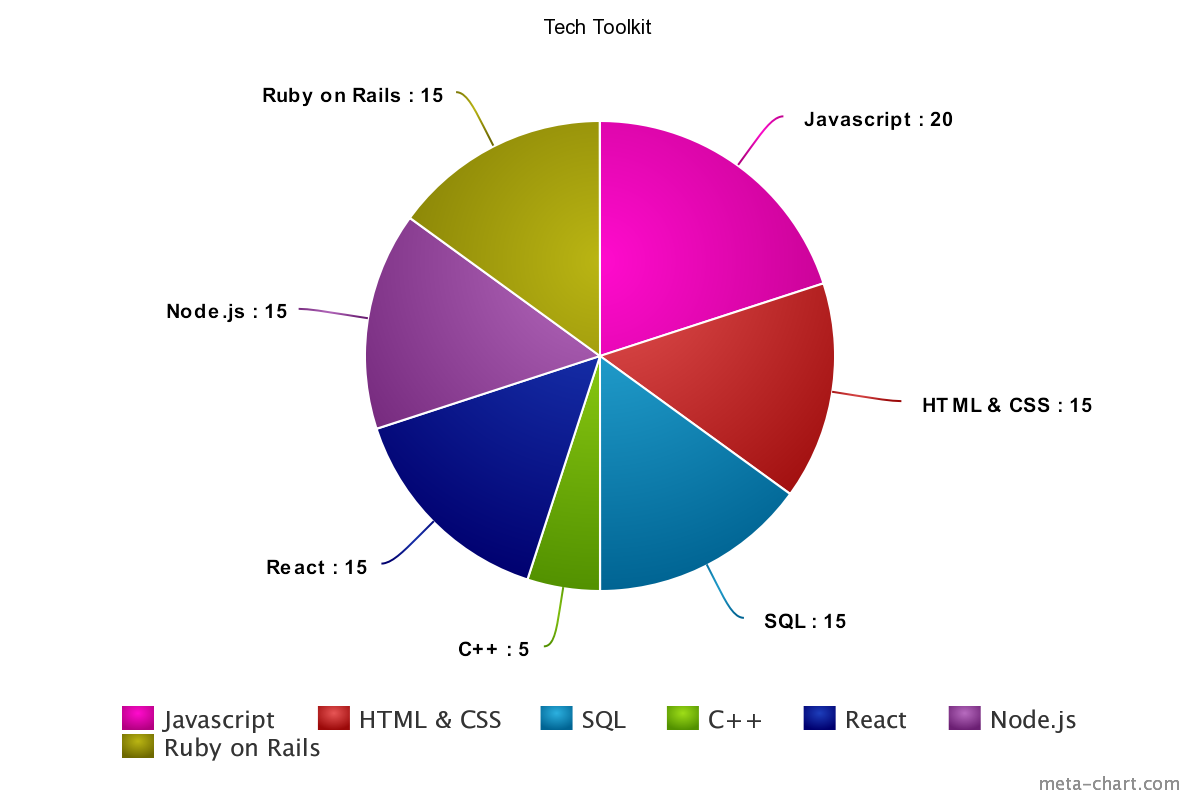 Tech Toolkit
Ruby on Rails : 15
Javascript : 20
Node.js : 15
HTML & CSS : 15
React : 15
SQL : 15
C++ : 5
Javascript HTML & CSS SQL C++ React Node.js
Ruby on Rails
meta-chart.com